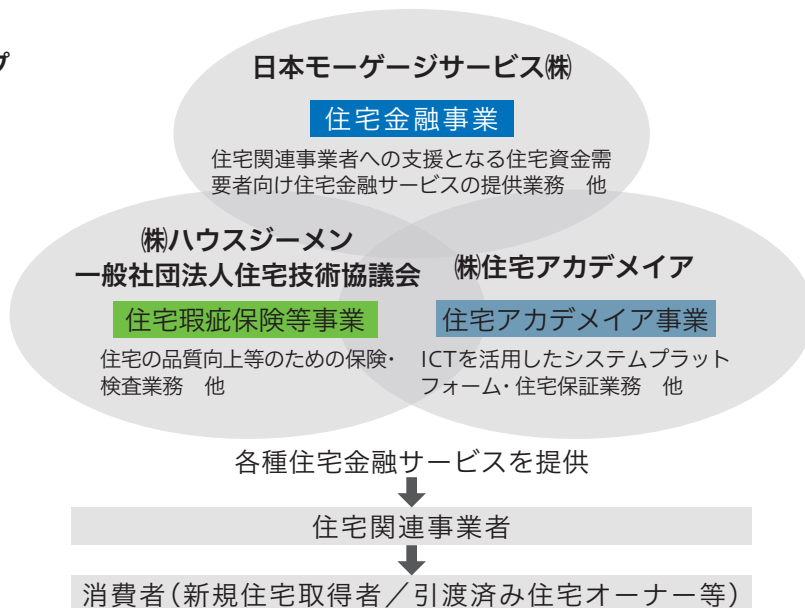 プ
日本モーゲージサービス㈱
住宅金融事業
住宅関連事業者への支援となる住宅資金需
要者向け住宅金融サービスの提供業務　他
㈱ハウスジーメン
一般社団法人住宅技術協議会
住宅瑕疵保険等事業
住宅の品質向上等のための保険・
検査業務　他
㈱住宅アカデメイア
住宅アカデメイア事業
ICTを活用したシステムプラット
フォーム・住宅保証業務　他
各種住宅金融サービスを提供
住宅関連事業者
消費者（新規住宅取得者／引渡済み住宅オーナー等）